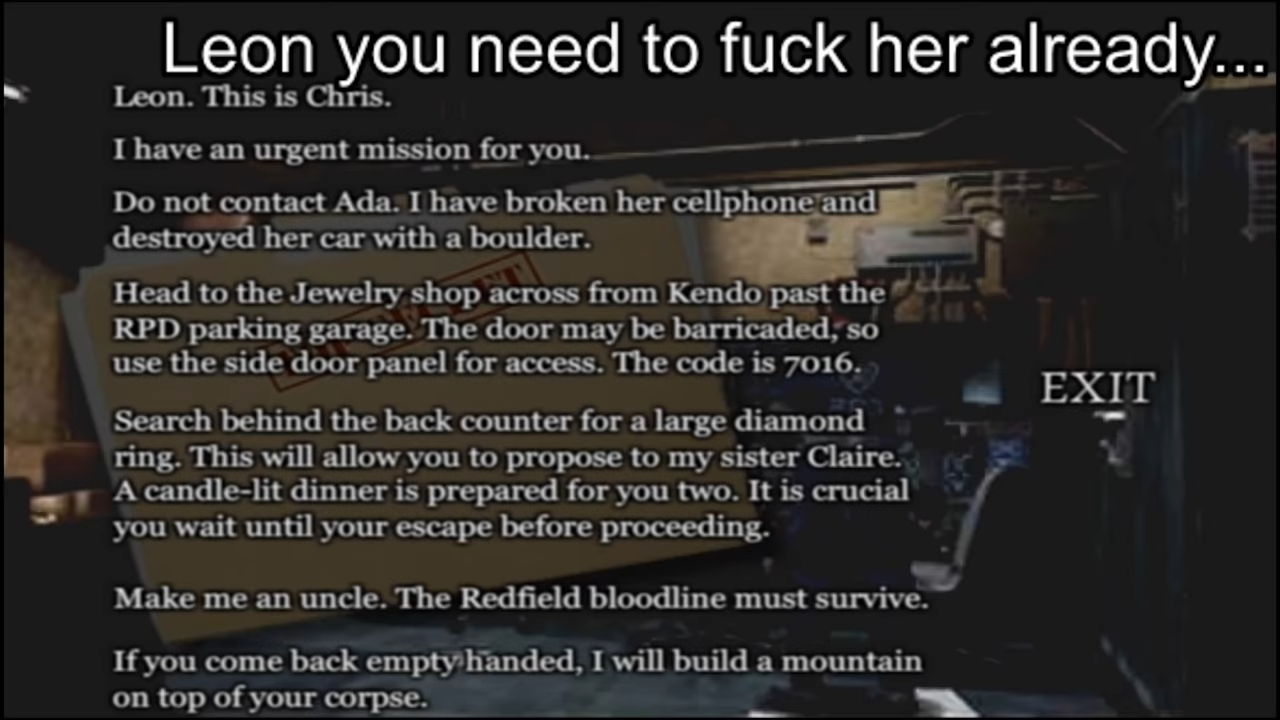 Leon you need to fuck her already...
Leon. This is Chris.
I have an urgent mission for you.
Do not contact Ada. I have broken her cellphone and
destroyed her car with a boulder.
Head to the Jewelry shop across from Kendo past the
RPD parking garage. The door may be barricaded, so
use the side door panel for access. The code is 7016.
EXIT
Search behind the back counter for a large diamond
ring. This will allow you to propose to my sister Claire.
A candle-lit dinner is prepared for you two. It is crucial
you wait until your escape before proceeding.
Make me an uncle. The Redfield bloodline must survive.
If you come back empty handed, I will build a mountain
on top of your corpse.